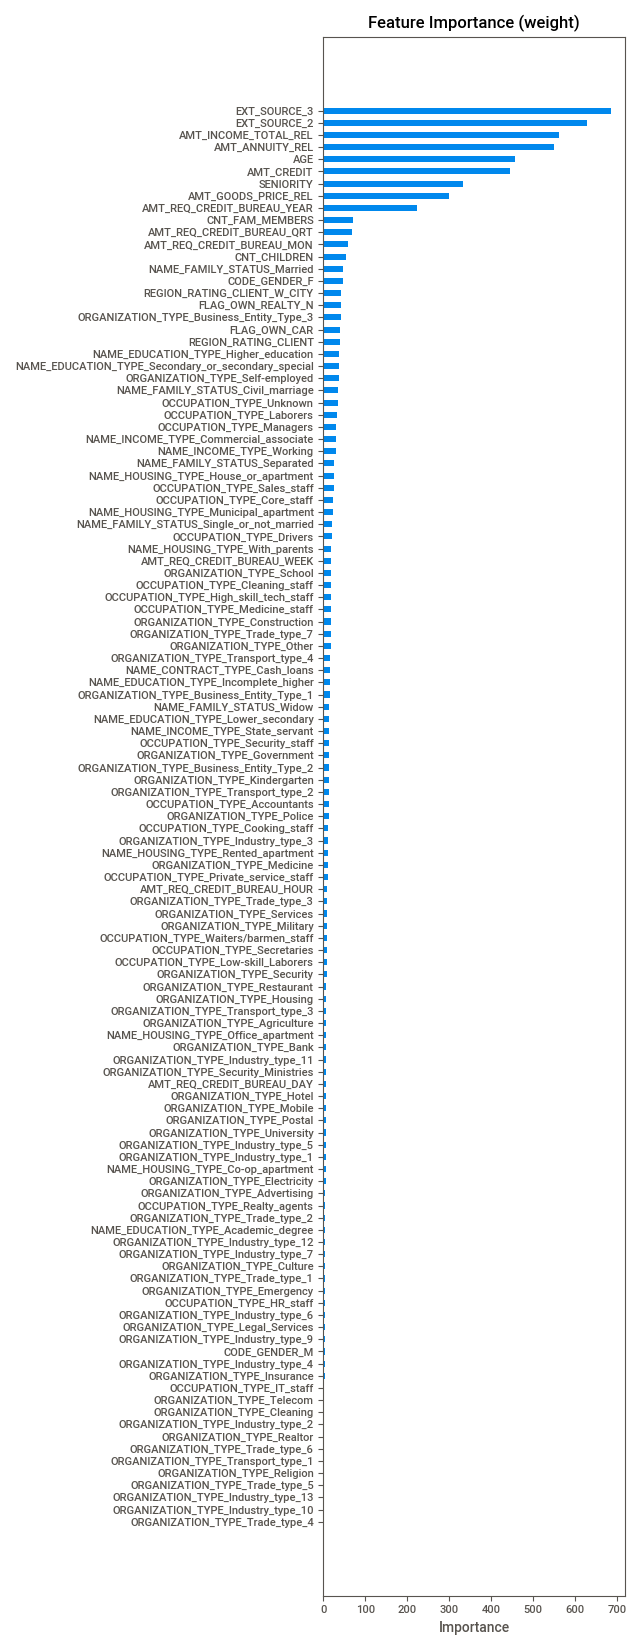 Feature Importance (weight)
EXT_SOURCE_3
EXT_SOURCE_2
AMT_INCOME_TOTAL_REL
AMT_ANNUITY_REL
AGE
AMT_CREDIT
SENIORITY
AMT_GOODS_PRICE_REL
AMT_REQ_CREDIT_BUREAU_YEAR
CNT_FAM_MEMBERS
AMT_REQ_CREDIT_BUREAU_QRT
AMT_REQ_CREDIT_BUREAU_MON
CNT_CHILDREN
NAME_FAMILY_STATUS_Married
CODE_GENDER_F
REGION_RATING_CLIENT_W_CITY
FLAG_OWN_REALTY_N
ORGANIZATION_TYPE_Business_Entity_Type_3
FLAG_OWN_CAR
REGION_RATING_CLIENT
NAME_EDUCATION_TYPE_Higher_education
NAME_EDUCATION_TYPE_Secondary_or_secondary_special
ORGANIZATION_TYPE_Self-employed
NAME_FAMILY_STATUS_Civil_marriage
OCCUPATION_TYPE_Unknown
OCCUPATION_TYPE_Laborers
OCCUPATION_TYPE_Managers
NAME_INCOME_TYPE_Commercial_associate
NAME_INCOME_TYPE_Working
NAME_FAMILY_STATUS_Separated
NAME_HOUSING_TYPE_House_or_apartment
OCCUPATION_TYPE_Sales_staff
OCCUPATION_TYPE_Core_staff
NAME_HOUSING_TYPE_Municipal_apartment
NAME_FAMILY_STATUS_Single_or_not_married
OCCUPATION_TYPE_Drivers
NAME_HOUSING_TYPE_With_parents
AMT_REQ_CREDIT_BUREAU_WEEK
ORGANIZATION_TYPE_School
OCCUPATION_TYPE_Cleaning_staff
OCCUPATION_TYPE_High_skill_tech_staff
OCCUPATION_TYPE_Medicine_staff
ORGANIZATION_TYPE_Construction
ORGANIZATION_TYPE_Trade_type_7
ORGANIZATION_TYPE_Other
ORGANIZATION_TYPE_Transport_type_4
NAME_CONTRACT_TYPE_Cash_loans
NAME_EDUCATION_TYPE_Incomplete_higher
ORGANIZATION_TYPE_Business_Entity_Type_1
NAME_FAMILY_STATUS_Widow
NAME_EDUCATION_TYPE_Lower_secondary
NAME_INCOME_TYPE_State_servant
OCCUPATION_TYPE_Security_staff
ORGANIZATION_TYPE_Government
ORGANIZATION_TYPE_Business_Entity_Type_2
ORGANIZATION_TYPE_Kindergarten
ORGANIZATION_TYPE_Transport_type_2
OCCUPATION_TYPE_Accountants
ORGANIZATION_TYPE_Police
OCCUPATION_TYPE_Cooking_staff
ORGANIZATION_TYPE_Industry_type_3
NAME_HOUSING_TYPE_Rented_apartment
ORGANIZATION_TYPE_Medicine
OCCUPATION_TYPE_Private_service_staff
AMT_REQ_CREDIT_BUREAU_HOUR
ORGANIZATION_TYPE_Trade_type_3
ORGANIZATION_TYPE_Services
ORGANIZATION_TYPE_Military
OCCUPATION_TYPE_Waiters/barmen_staff
OCCUPATION_TYPE_Secretaries
OCCUPATION_TYPE_Low-skill_Laborers
ORGANIZATION_TYPE_Security
ORGANIZATION_TYPE_Restaurant
ORGANIZATION_TYPE_Housing
ORGANIZATION_TYPE_Transport_type_3
ORGANIZATION_TYPE_Agriculture
NAME_HOUSING_TYPE_Office_apartment
ORGANIZATION_TYPE_Bank
ORGANIZATION_TYPE_Industry_type_11
ORGANIZATION_TYPE_Security_Ministries
AMT_REQ_CREDIT_BUREAU_DAY
ORGANIZATION_TYPE_Hotel
ORGANIZATION_TYPE_Mobile
ORGANIZATION_TYPE_Postal
ORGANIZATION_TYPE_University
ORGANIZATION_TYPE_Industry_type_5
ORGANIZATION_TYPE_Industry_type_1
NAME_HOUSING_TYPE_Co-op_apartment
ORGANIZATION_TYPE_Electricity
ORGANIZATION_TYPE_Advertising
OCCUPATION_TYPE_Realty_agents
ORGANIZATION_TYPE_Trade_type_2
NAME_EDUCATION_TYPE_Academic_degree
ORGANIZATION_TYPE_Industry_type_12
ORGANIZATION_TYPE_Industry_type_7
ORGANIZATION_TYPE_Culture
ORGANIZATION_TYPE_Trade_type_1
ORGANIZATION_TYPE_Emergency
OCCUPATION_TYPE_HR_staff
ORGANIZATION_TYPE_Industry_type_6
ORGANIZATION_TYPE_Legal_Services
ORGANIZATION_TYPE_Industry_type_9
CODE_GENDER_M
ORGANIZATION_TYPE_Industry_type_4
ORGANIZATION_TYPE_Insurance
OCCUPATION_TYPE_IT_staff
ORGANIZATION_TYPE_Telecom
ORGANIZATION_TYPE_Cleaning
ORGANIZATION_TYPE_Industry_type_2
ORGANIZATION_TYPE_Realtor
ORGANIZATION_TYPE_Trade_type_6
ORGANIZATION_TYPE_Transport_type_1
ORGANIZATION_TYPE_Religion
ORGANIZATION_TYPE_Trade_type_5
ORGANIZATION_TYPE_Industry_type_13
ORGANIZATION_TYPE_Industry_type_10
ORGANIZATION_TYPE_Trade_type_4
0 100 200 300 400 500 600 700
Importance